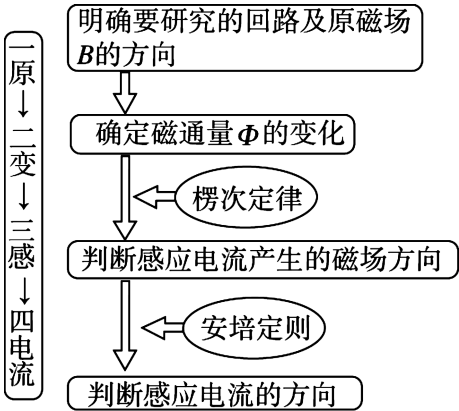 一原→二变→三感→四电流
明确要研究的回路及原磁场
B的方向
确定磁通量Φ的变化
楞次定律
判断感应电流产生的磁场方向
安培定则
判断感应电流的方向